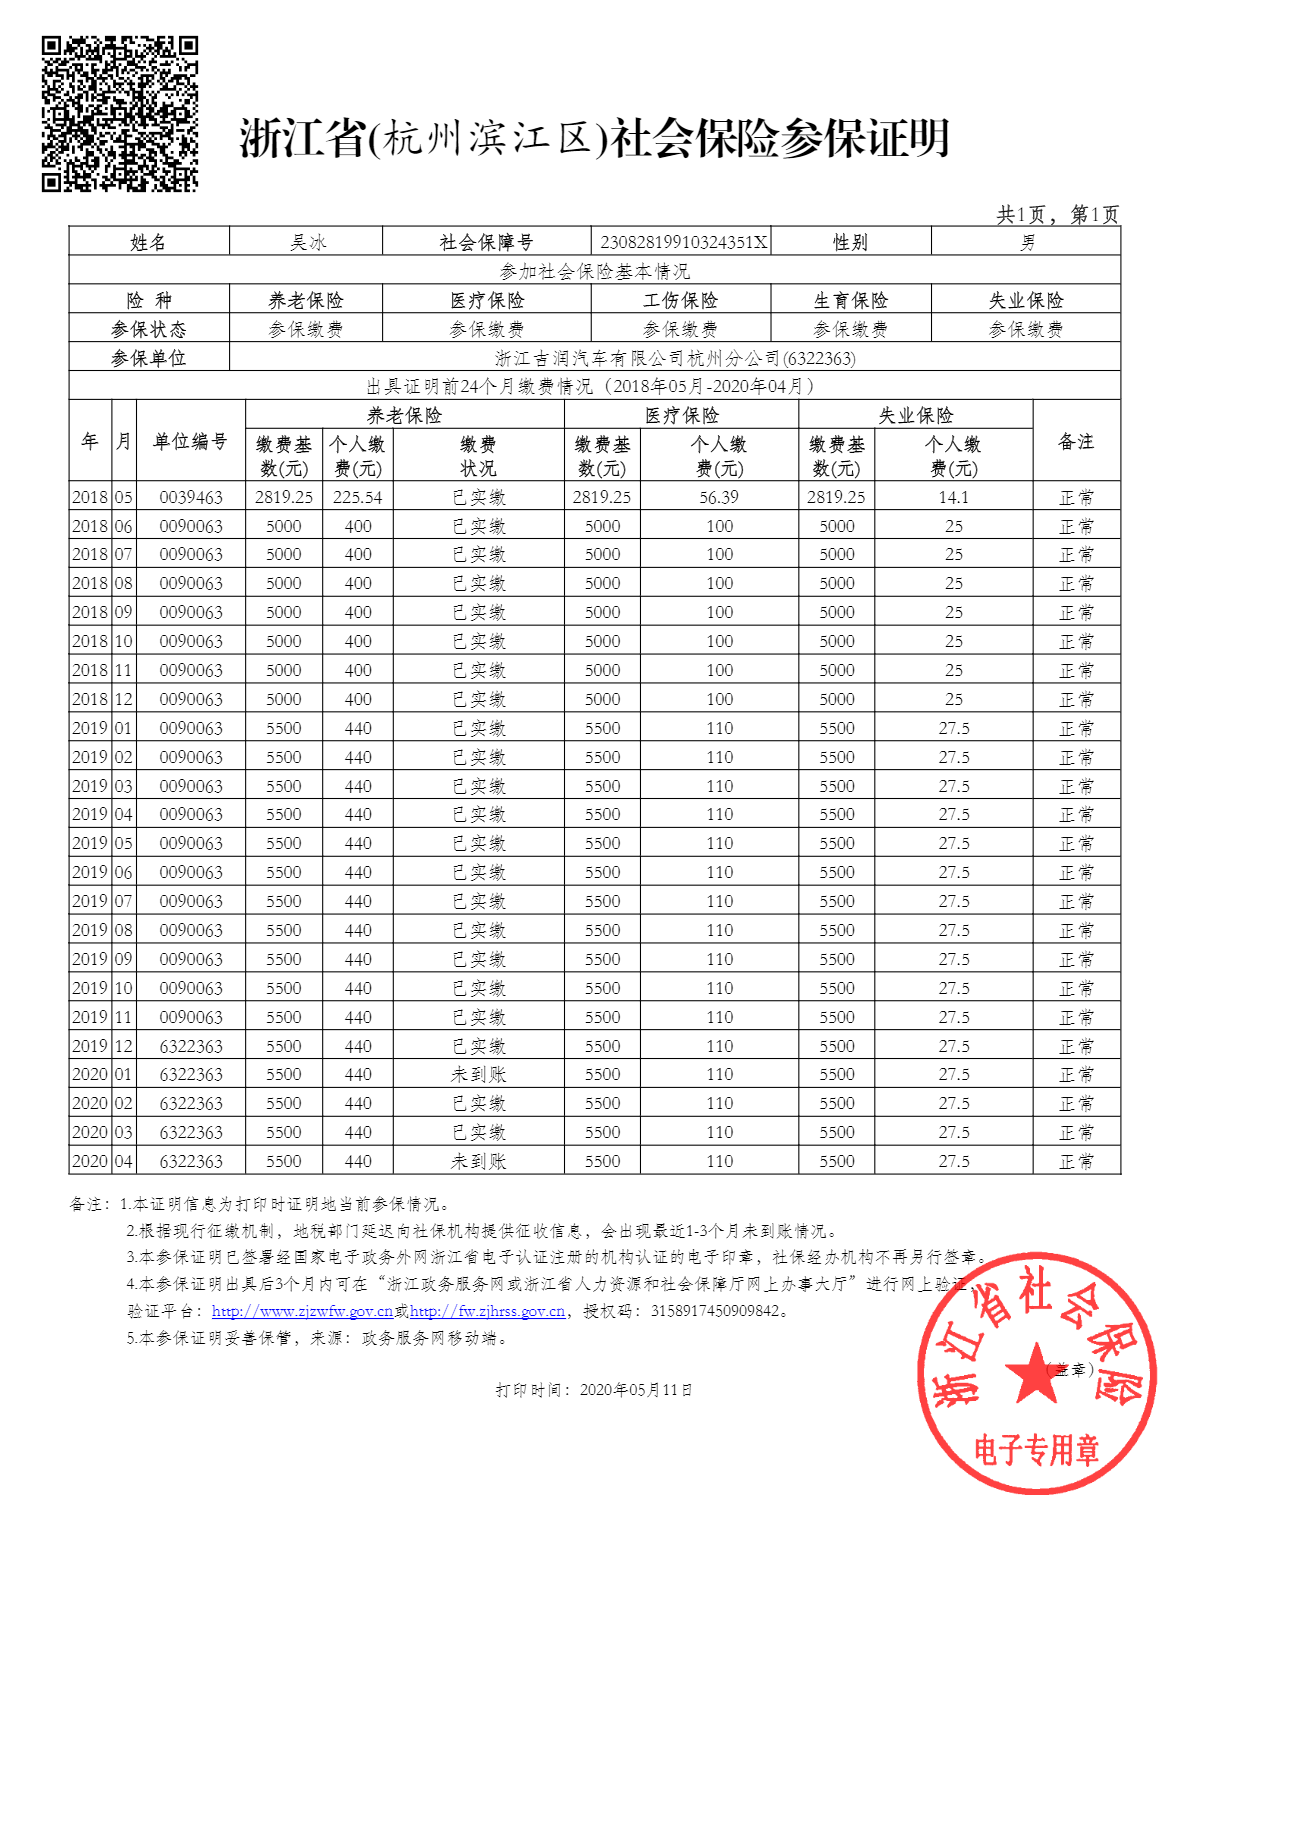 浙江省(杭州滨江区)社会保险参保证明
共1页，第1页
姓名 吴冰 社会保障号 23082819910324351X 性别 男
参加社会保险基本情况
险 种 养老保险 医疗保险 工伤保险 生育保险 失业保险
参保状态 参保缴费 参保缴费 参保缴费 参保缴费 参保缴费
参保单位 浙江吉润汽车有限公司杭州分公司(6322363)
出具证明前24个月缴费情况（2018年05月-2020年04月）
年 月 单位编号 养老保险 医疗保险 失业保险 备注
缴费基 个人缴 缴费 缴费基 个人缴 缴费基 个人缴
数(元) 费(元) 状况 数(元) 费(元) 数(元) 费(元)
2018 05 0039463 2819.25 225.54 已实缴 2819.25 56.39 2819.25 14.1 正常
2018 06 0090063 5000 400 已实缴 5000 100 5000 25 正常
2018 07 0090063 5000 400 已实缴 5000 100 5000 25 正常
2018 08 0090063 5000 400 已实缴 5000 100 5000 25 正常
2018 09 0090063 5000 400 已实缴 5000 100 5000 25 正常
2018 10 0090063 5000 400 已实缴 5000 100 5000 25 正常
2018 11 0090063 5000 400 已实缴 5000 100 5000 25 正常
2018 12 0090063 5000 400 已实缴 5000 100 5000 25 正常
2019 01 0090063 5500 440 已实缴 5500 110 5500 27.5 正常
2019 02 0090063 5500 440 已实缴 5500 110 5500 27.5 正常
2019 03 0090063 5500 440 已实缴 5500 110 5500 27.5 正常
2019 04 0090063 5500 440 已实缴 5500 110 5500 27.5 正常
2019 05 0090063 5500 440 已实缴 5500 110 5500 27.5 正常
2019 06 0090063 5500 440 已实缴 5500 110 5500 27.5 正常
2019 07 0090063 5500 440 已实缴 5500 110 5500 27.5 正常
2019 08 0090063 5500 440 已实缴 5500 110 5500 27.5 正常
2019 09 0090063 5500 440 已实缴 5500 110 5500 27.5 正常
2019 10 0090063 5500 440 已实缴 5500 110 5500 27.5 正常
2019 11 0090063 5500 440 已实缴 5500 110 5500 27.5 正常
2019 12 6322363 5500 440 已实缴 5500 110 5500 27.5 正常
2020 01 6322363 5500 440 未到账 5500 110 5500 27.5 正常
2020 02 6322363 5500 440 已实缴 5500 110 5500 27.5 正常
2020 03 6322363 5500 440 已实缴 5500 110 5500 27.5 正常
2020 04 6322363 5500 440 未到账 5500 110 5500 27.5 正常
备注：1.本证明信息为打印时证明地当前参保情况。
2.根据现行征缴机制，地税部门延迟向社保机构提供征收信息，会出现最近1-3个月未到账情况。
3.本参保证明已签署经国家电子政务外网浙江省电子认证注册的机构认证的电子印章，社保经办机构不再另行签章。
4.本参保证明出具后3个月内可在“浙江政务服务网或浙江省人力资源和社会保障厅网上办事大厅”进行网上验证，
验证平台：http://www.zjzwfw.gov.cn或http://fw.zjhrss.gov.cn，授权码：3158917450909842。
5.本参保证明妥善保管，来源：政务服务网移动端。
（盖章）
打印时间：2020年05月11日
浙江省社会保险
电子专用章